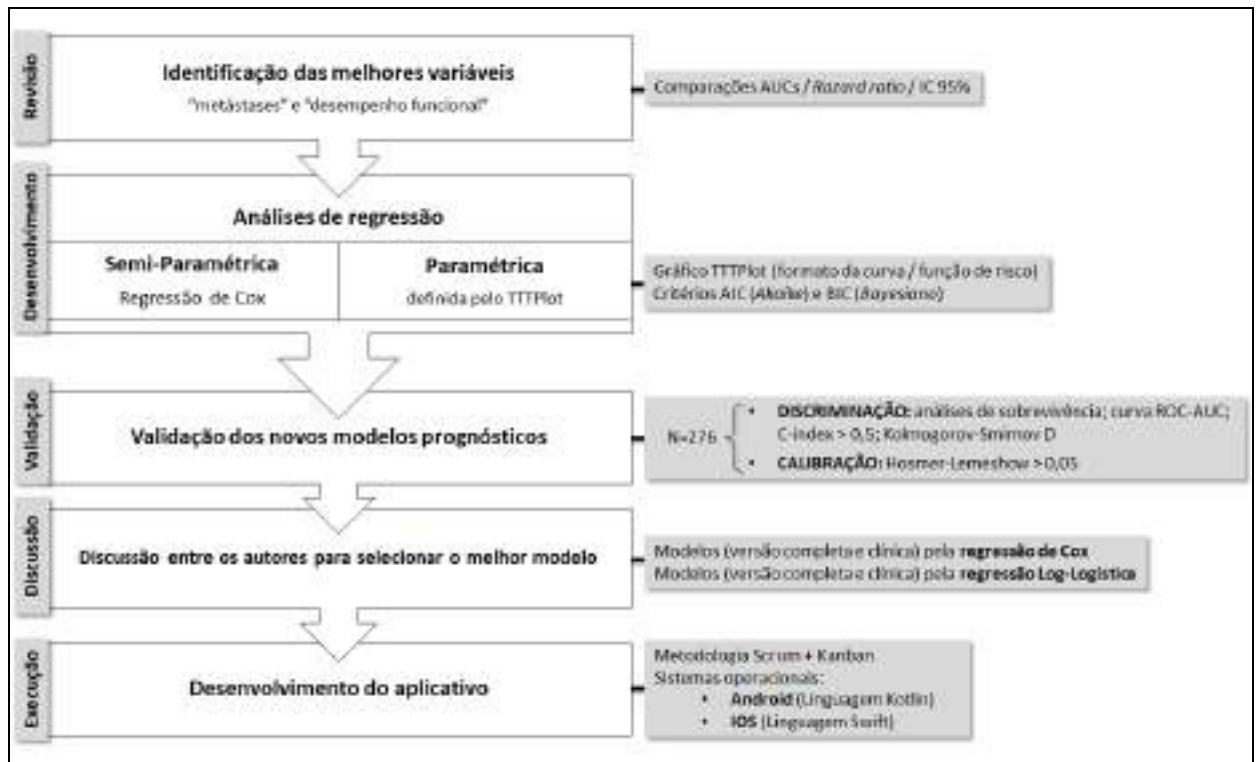 Revisão
Identificação das melhores variáveis
"metástases" e "desempenho funcional"
Comparações AUCs / Razard ratio / IC 95%
Desenvolvimento
Análises de regressão
Semi-Paramétrica
Regressão de Cox
Paramétrica
definida pelo TTTPlot
Gráfico TTTPlot (formato da curva / função de risco)
Critérios AIC (Akaike) e BIC (Bayesiano)
Validação
Validação dos novos modelos prognósticos
N=276
• DISCRIMINAÇÃO: análises de sobrevivência; curva ROC-AUC;
C-index > 0,5; Kolmogorov-Smirnov D
• CALIBRAÇÃO: Hosmer-Lemeshow > 0,05
Discussão
Discussão entre os autores para selecionar o melhor modelo
Modelos (versão completa e clínica) pela regressão de Cox
Modelos (versão completa e clínica) pela regressão Log-Logística
Execução
Desenvolvimento do aplicativo
Metodologia Scrum + Kanban
Sistemas operacionais:
• Android (Linguagem Kotlin)
• IOS (Linguagem Swift)